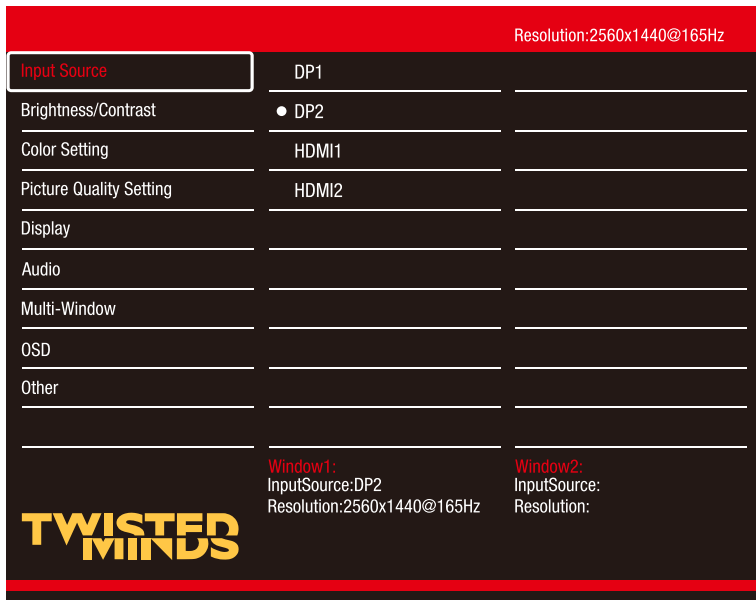 Resolution:2560x1440@165Hz
Input Source
DP1
Brightness/Contrast
DP2
Color Setting
HDMI1
Picture Quality Setting
HDMI2
Display
Audio
Multi-Window
OSD
Other
Window1:
InputSource:DP2
Resolution:2560x1440@165Hz
Window2:
InputSource:
Resolution:
TWISTED
MINDS